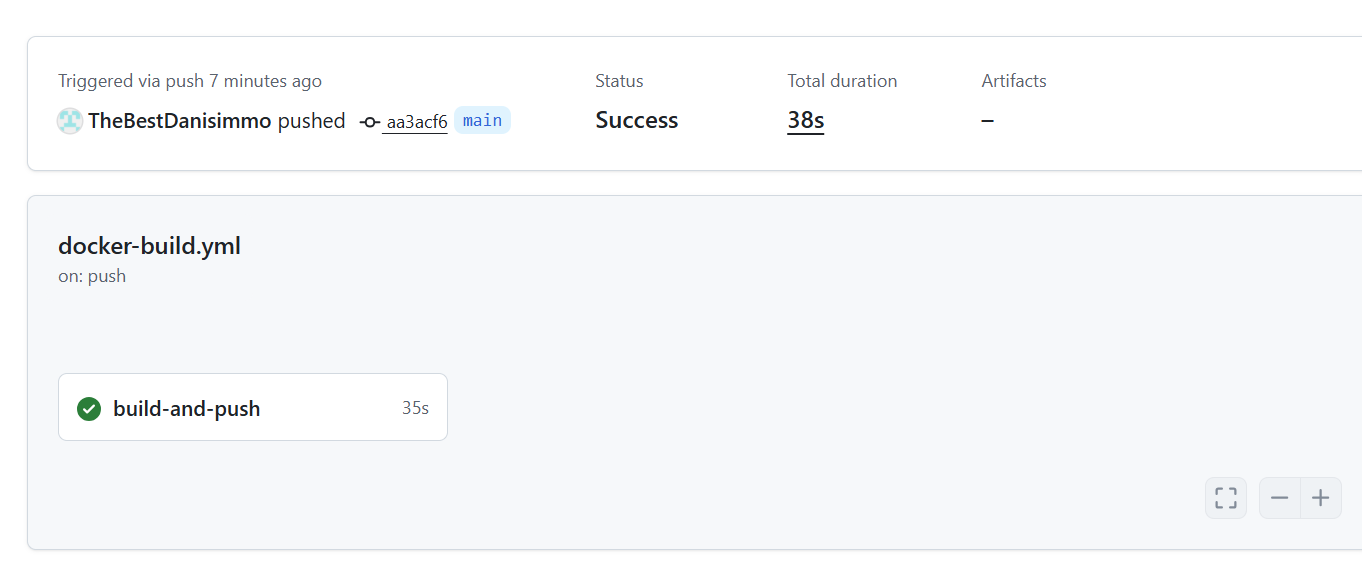 Triggered via push 7 minutes ago
TheBestDanisimmo pushed aa3acf6 main
Status
Success
Total duration
38s
Artifacts
–
docker-build.yml
on: push
build-and-push 35s